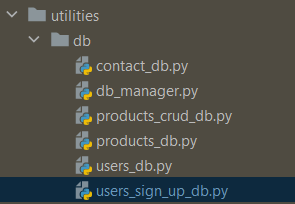 utilities
db
contact_db.py
db_manager.py
products_crud_db.py
products_db.py
users_db.py
users_sign_up_db.py